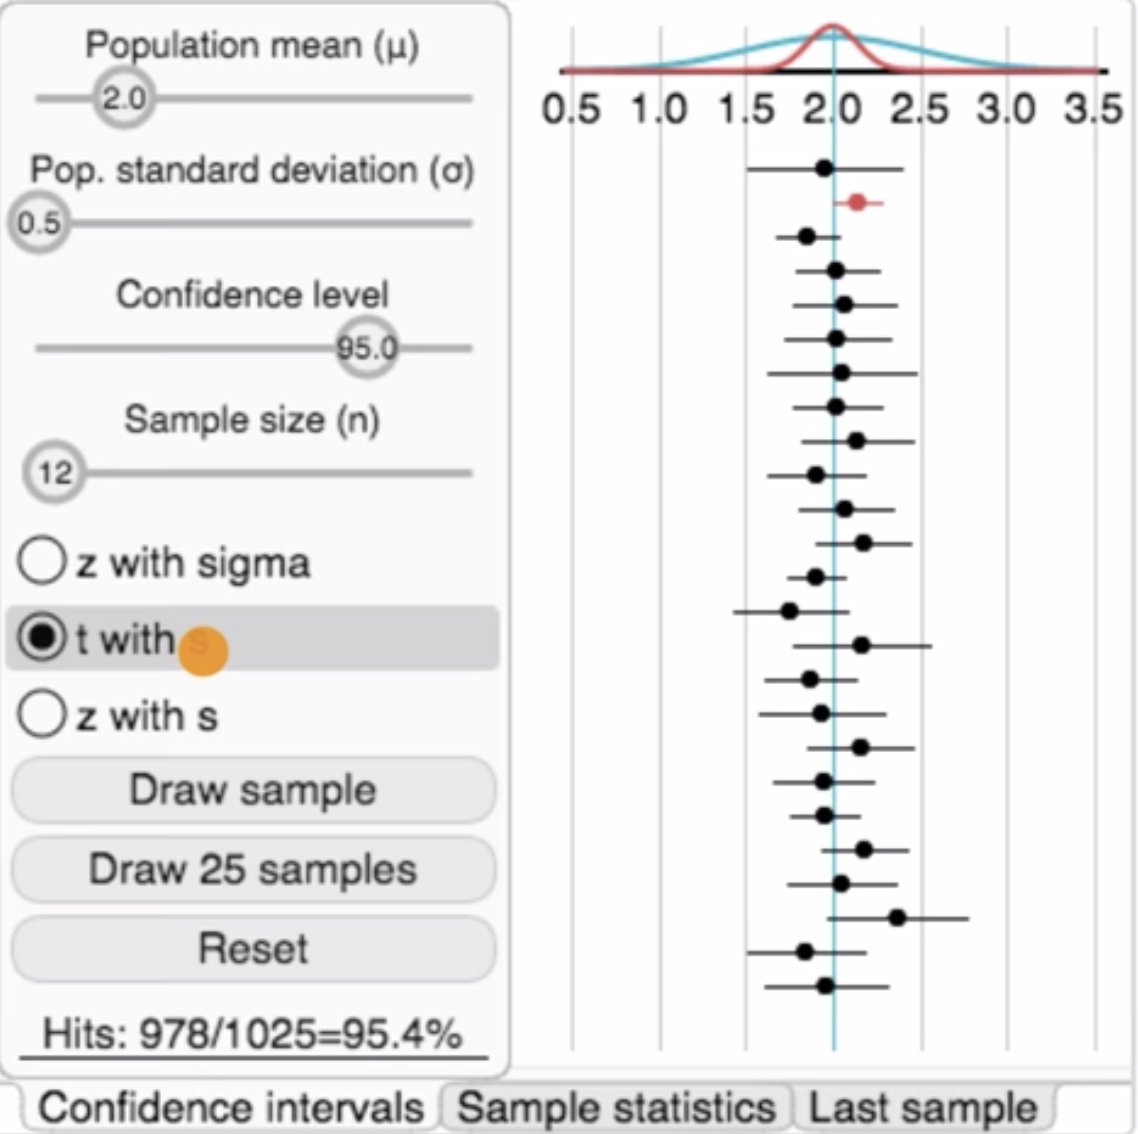 Population mean (μ)
2.0
Pop. standard deviation (σ)
0.5
Confidence level
95.0
Sample size (n)
12
z with sigma
t with s
z with s
Draw sample
Draw 25 samples
Reset
Hits: 978/1025=95.4%
0.5 1.0 1.5 2.0 2.5 3.0 3.5
Confidence intervals Sample statistics Last sample